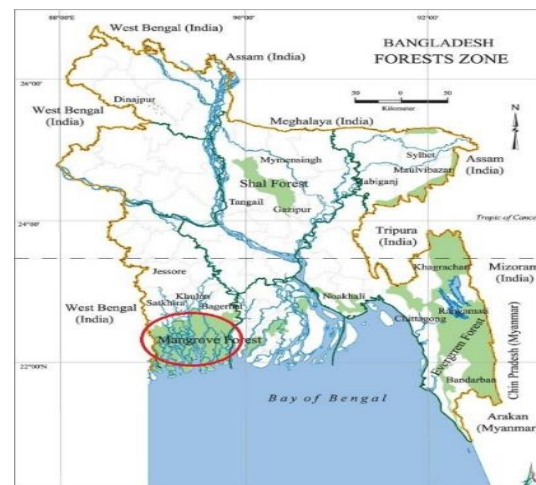 88°00'E
90°00'
92°00'
West Bengal (India)
Assam (India)
BANGLADESH
FORESTS ZONE
26°00'
Dinajpur
West Bengal
(India)
Kilometer
N
Meghalaya (India)
Mymensingh
Sylhet
Shal Forest
Habiganj
Maulvibazar
Assam
(India)
Tangail
Gazipur
24°00'
Tropic of Cancer
Tripura
(India)
Jessore
Khagrachari
Mizoram
(India)
West Bengal
(India)
Satkhira
Khulna
Bagerhat
Noakhali
Chittagong
Rangamati
Mangrove Forest
Evergreen Forest
Chin Pradesh (Myanmar)
22°00'N
Bandarban
Bay of Bengal
Arakan
(Myanmar)